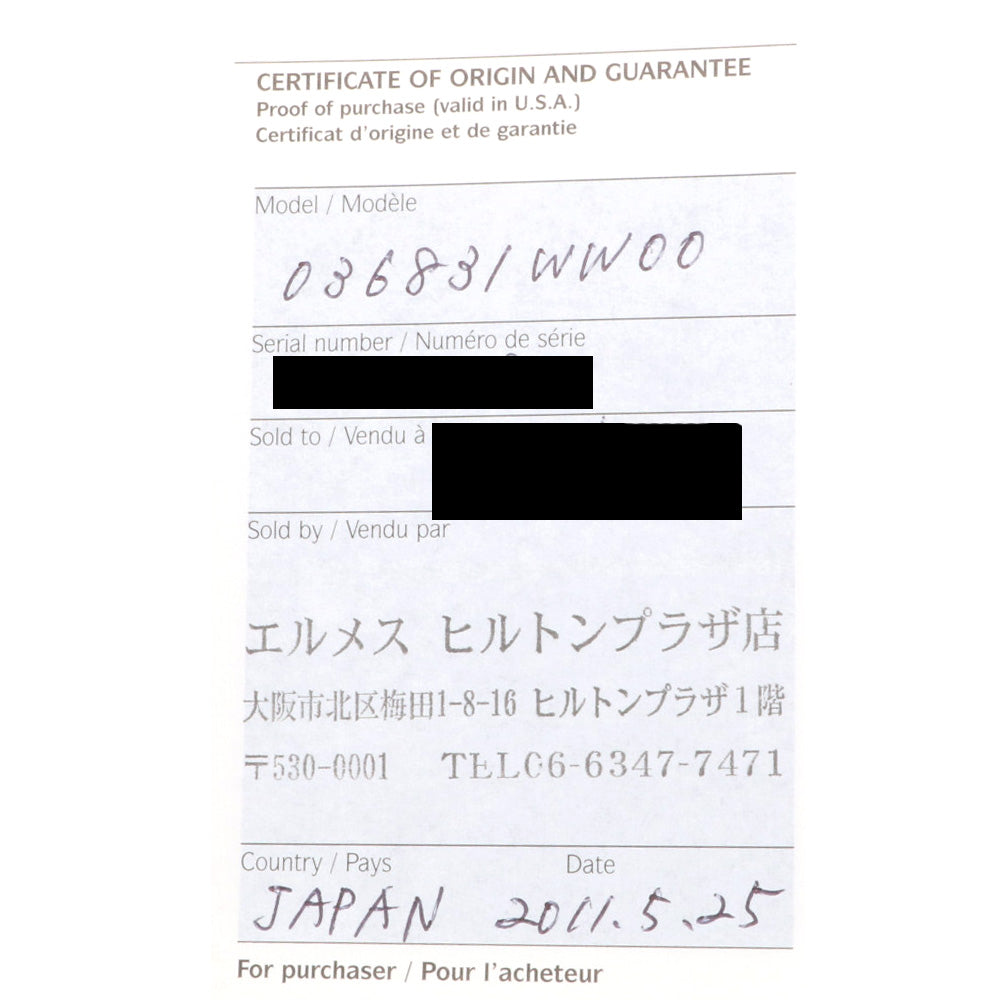 CERTIFICATE OF ORIGIN AND GUARANTEE
Proof of purchase (valid in U.S.A.)
Certificat d'origine et de garantie
Model / Modèle
036831WW00
Serial number / Numéro de série
Sold to / Vendu à
Sold by / Vendu par
エルメス ヒルトンプラザ店
大阪市北区梅田1-8-16 ヒルトンプラザ1階
〒530-0001 TEL06-6347-7471
Country / Pays Date
JAPAN 2011.5.25
For purchaser / Pour l'acheteur